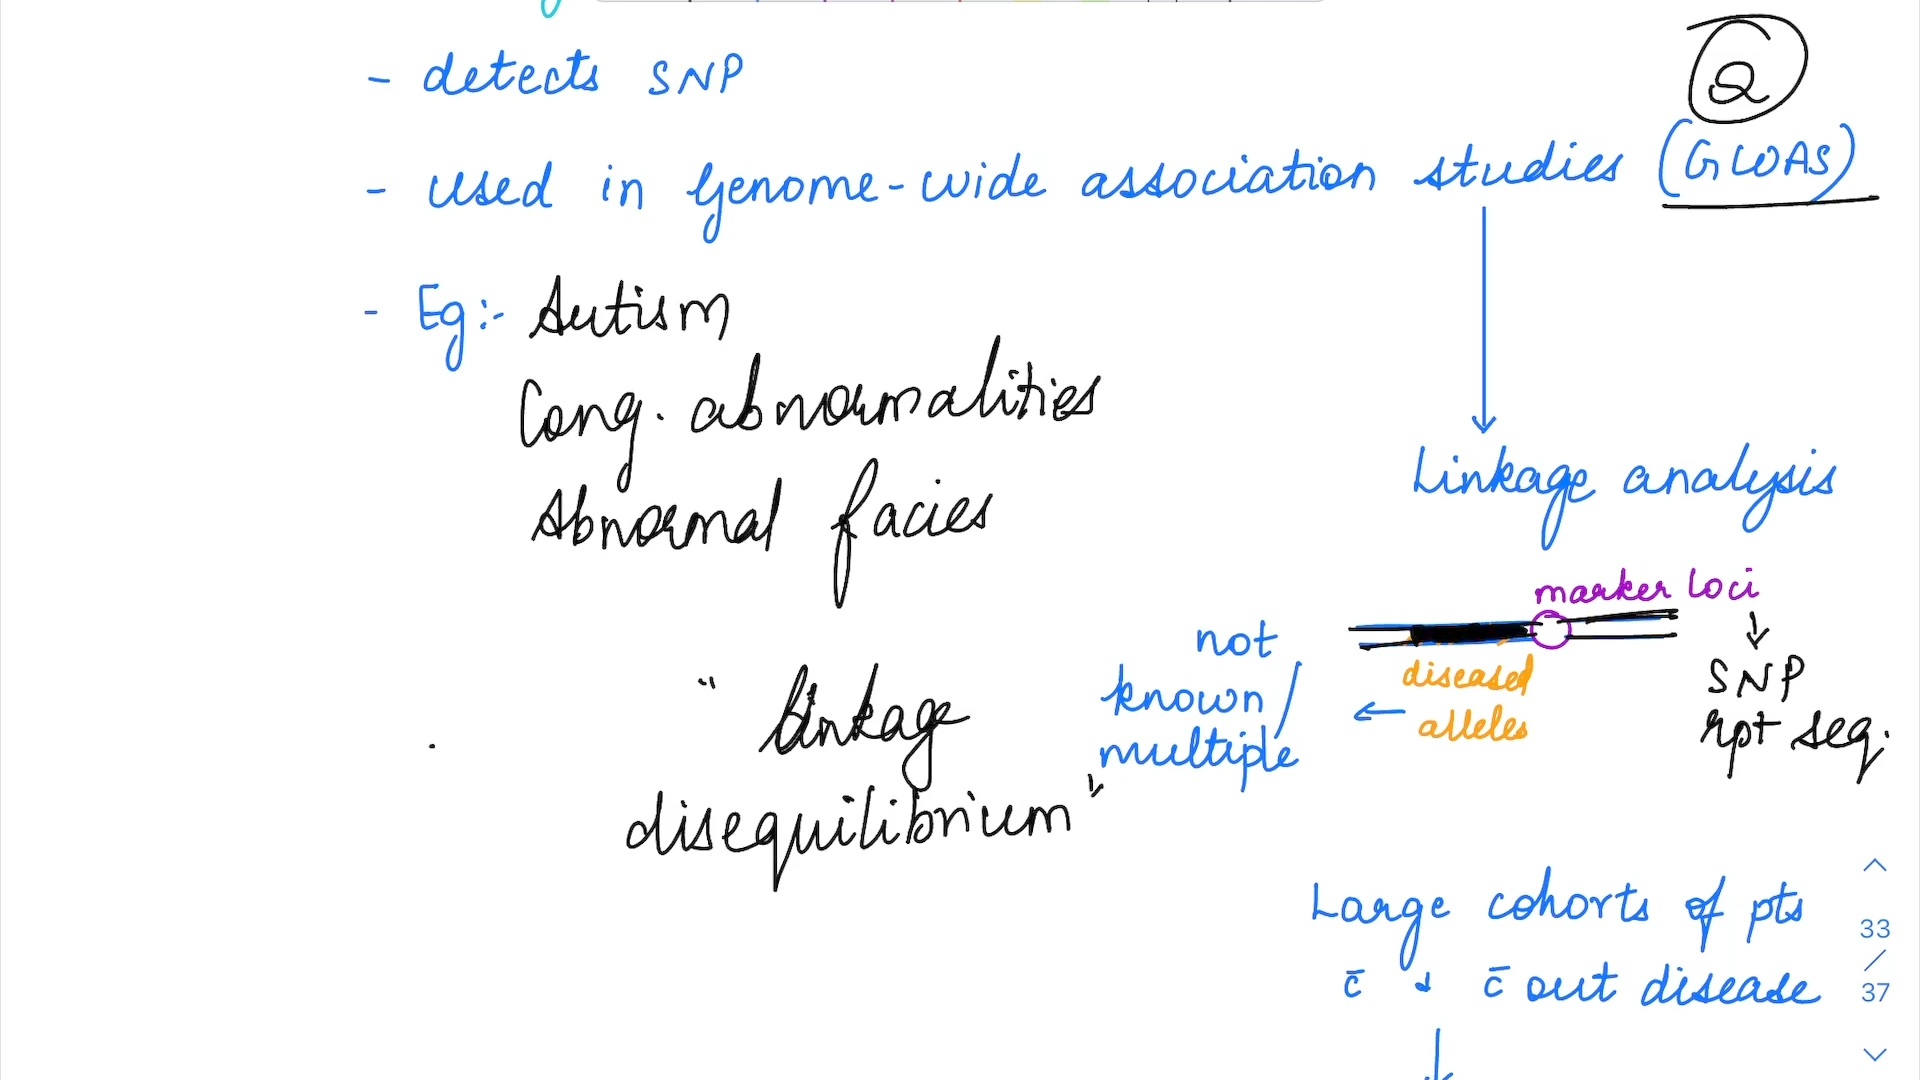 - detects SNP
Q
- used in Genome-wide association studies (GWAS)
- Eg:- Autism
Cong. abnormalities
Abnormal facies
Linkage analysis
marker loci
SNP
rpt seq.
diseased
alleles
not
known/
multiple
"Linkage
disequilibrium"
Large cohorts of pts
c̄ & c̄out disease
33
/
37